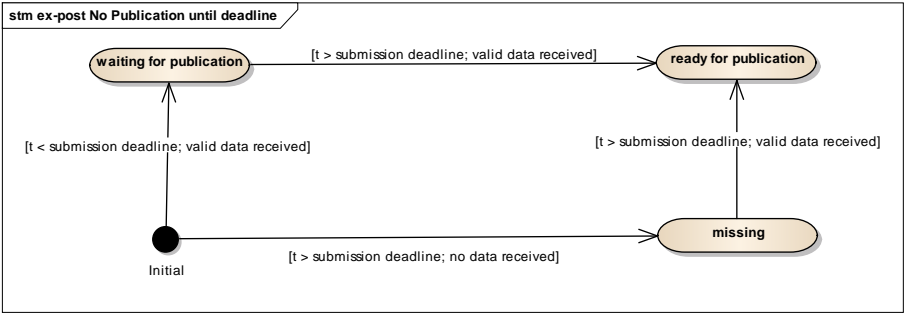 stm ex-post No Publication until deadline
waiting for publication
[t > submission deadline; valid data received]
ready for publication
[t < submission deadline; valid data received]
[t > submission deadline; valid data received]
missing
[t > submission deadline; no data received]
Initial